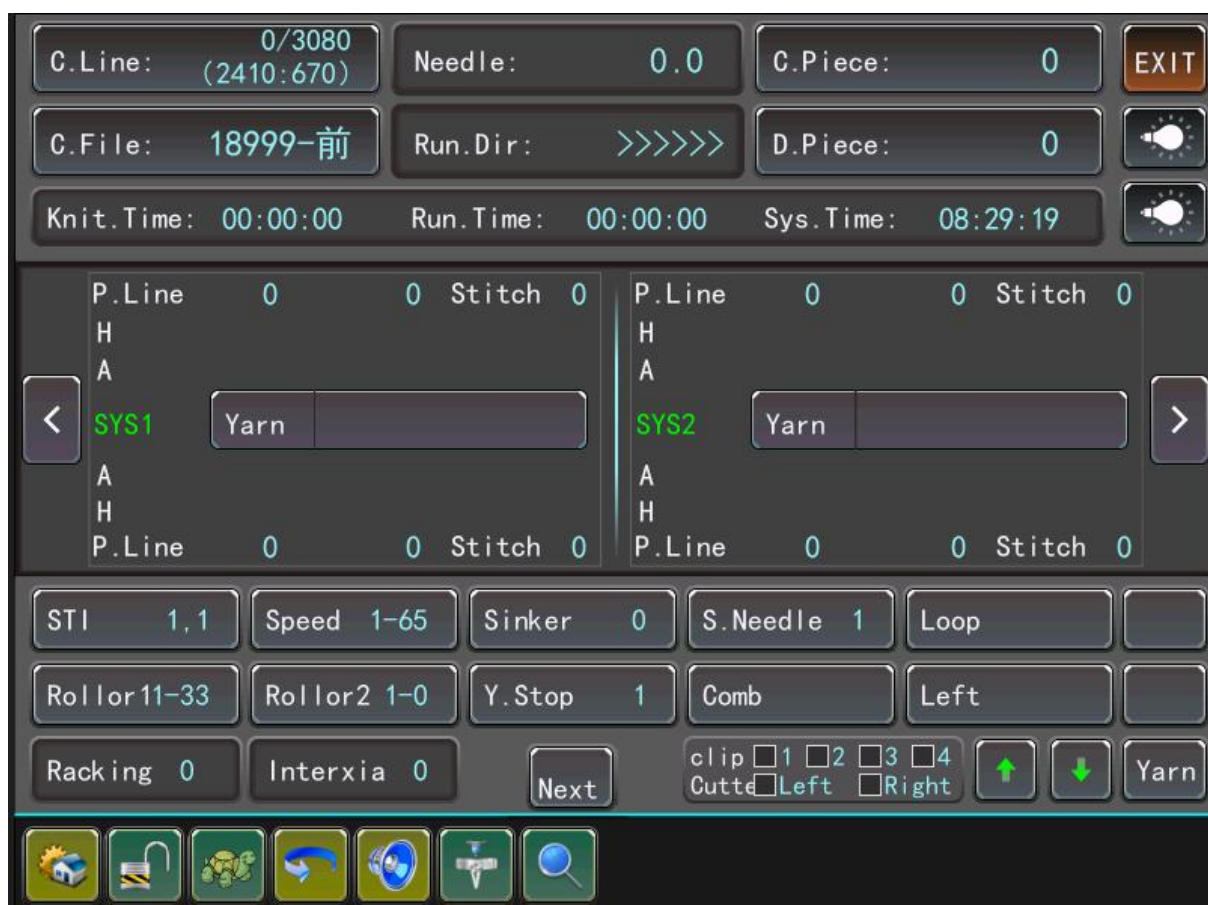 C.Line: 0/3080 (2410:670) Needle: 0.0 C.Piece: 0 EXIT
C.File: 18999-前 Run.Dir: >>>>>> D.Piece: 0
Knit.Time: 00:00:00 Run.Time: 00:00:00 Sys.Time: 08:29:19
P.Line 0 0 Stitch 0 P.Line 0 0 Stitch 0
H H
A A
< SYS1 Yarn SYS2 Yarn >
A A
H H
P.Line 0 0 Stitch 0 P.Line 0 0 Stitch 0
STI 1,1 Speed 1-65 Sinker 0 S.Needle 1 Loop
Rollor11-33 Rollor2 1-0 Y.Stop 1 Comb Left
Racking 0 Interxia 0 Next clip 1 2 3 4 Yarn
Cutte Left Right